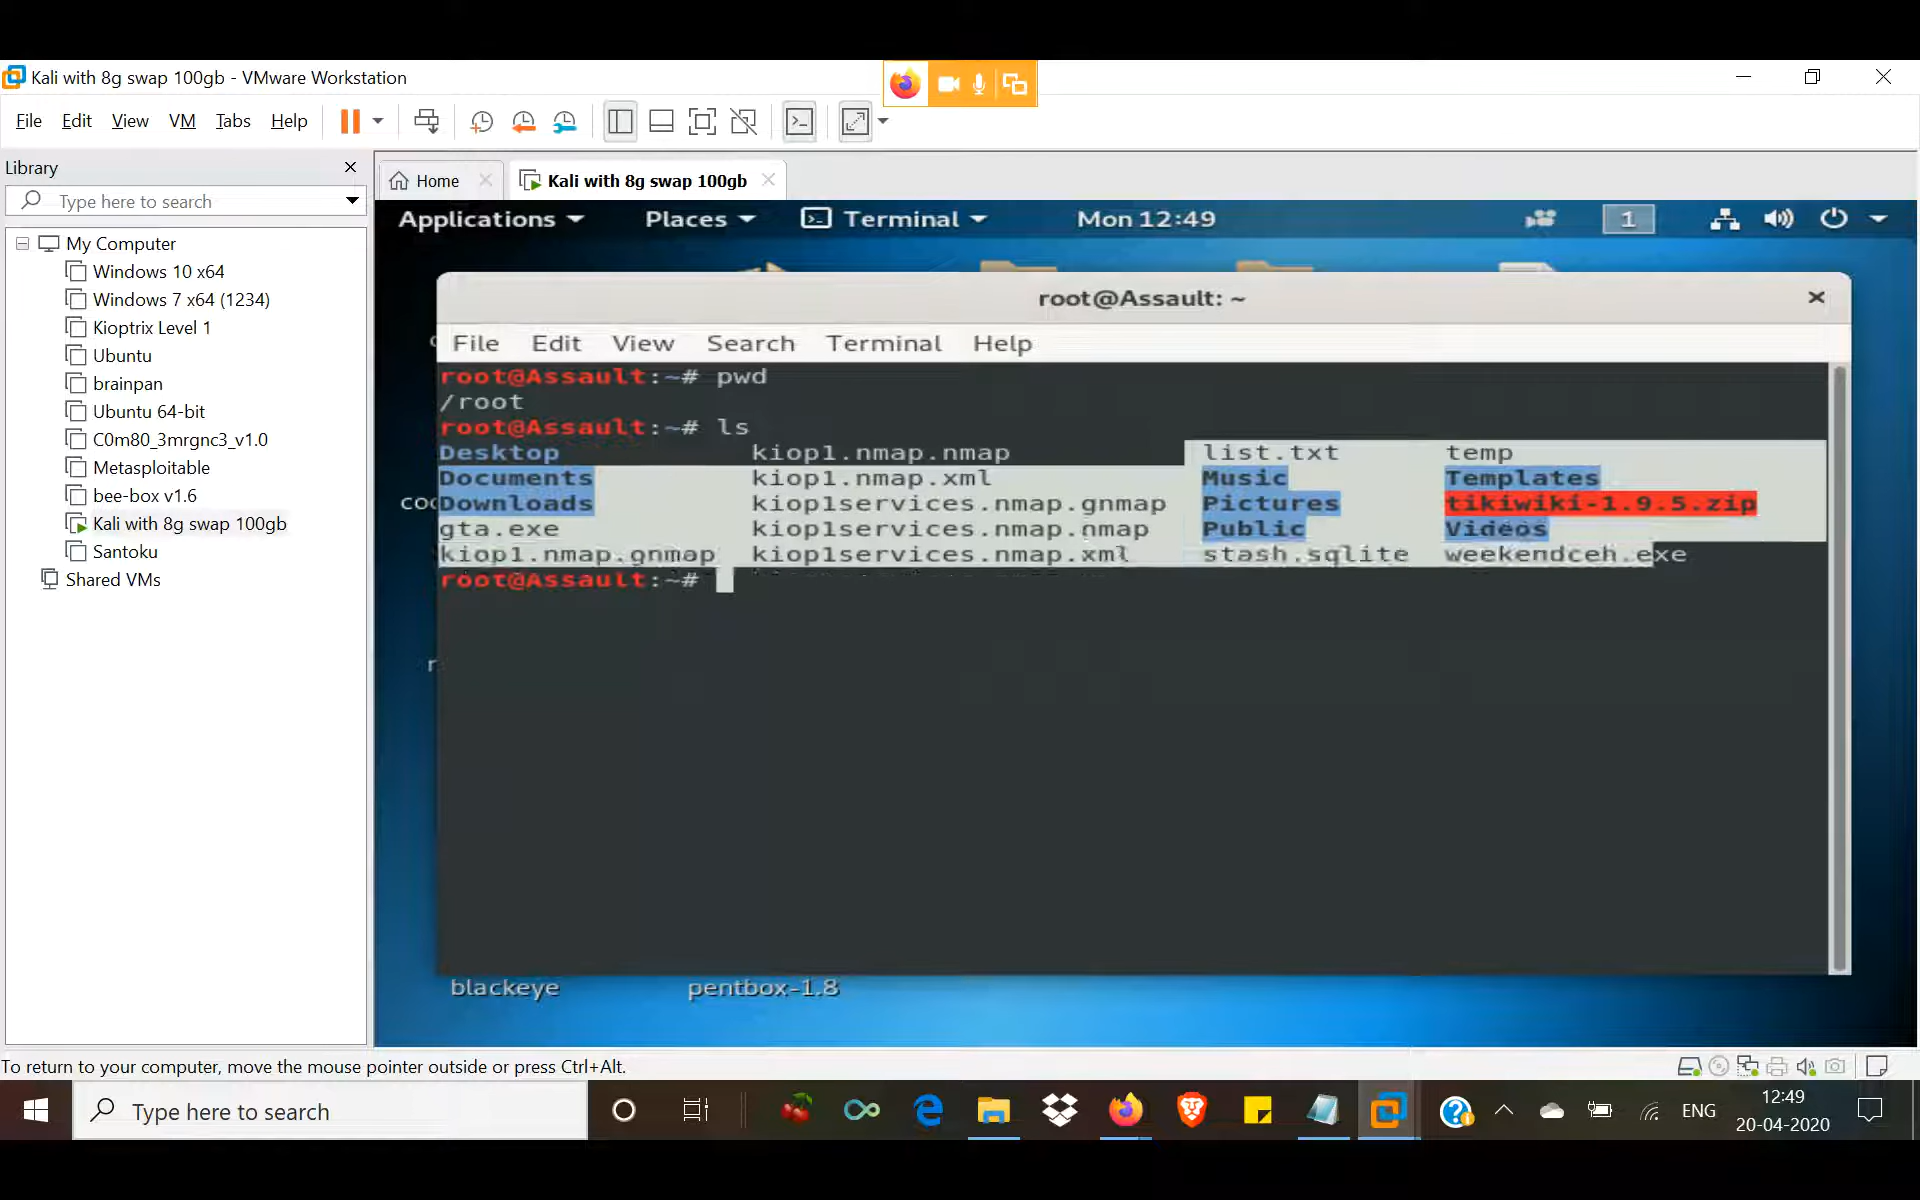 Kali with 8g swap 100gb - VMware Workstation
File Edit View VM Tabs Help
Library
Type here to search
My Computer
Windows 10 x64
Windows 7 x64 (1234)
Kioptrix Level 1
Ubuntu
brainpan
Ubuntu 64-bit
C0m80_3mrgnc3_v1.0
Metasploitable
bee-box v1.6
Kali with 8g swap 100gb
Santoku
Shared VMs
Home Kali with 8g swap 100gb
Applications Places Terminal Mon 12:49 1
root@Assault: ~
File Edit View Search Terminal Help
root@Assault:~# pwd
/root
root@Assault:~# ls
Desktop kiop1.nmap.nmap list.txt temp
Documents kiop1.nmap.xml Music Templates
Downloads kiop1services.nmap.gnmap Pictures tikiwiki-1.9.5.zip
gta.exe kiop1services.nmap.nmap Public Videos
kiop1.nmap.gnmap kiop1services.nmap.xml stash.sqlite weekendceh.exe
root@Assault:~#
blackeye pentbox-1.8
To return to your computer, move the mouse pointer outside or press Ctrl+Alt.
Type here to search
ENG
12:49
20-04-2020